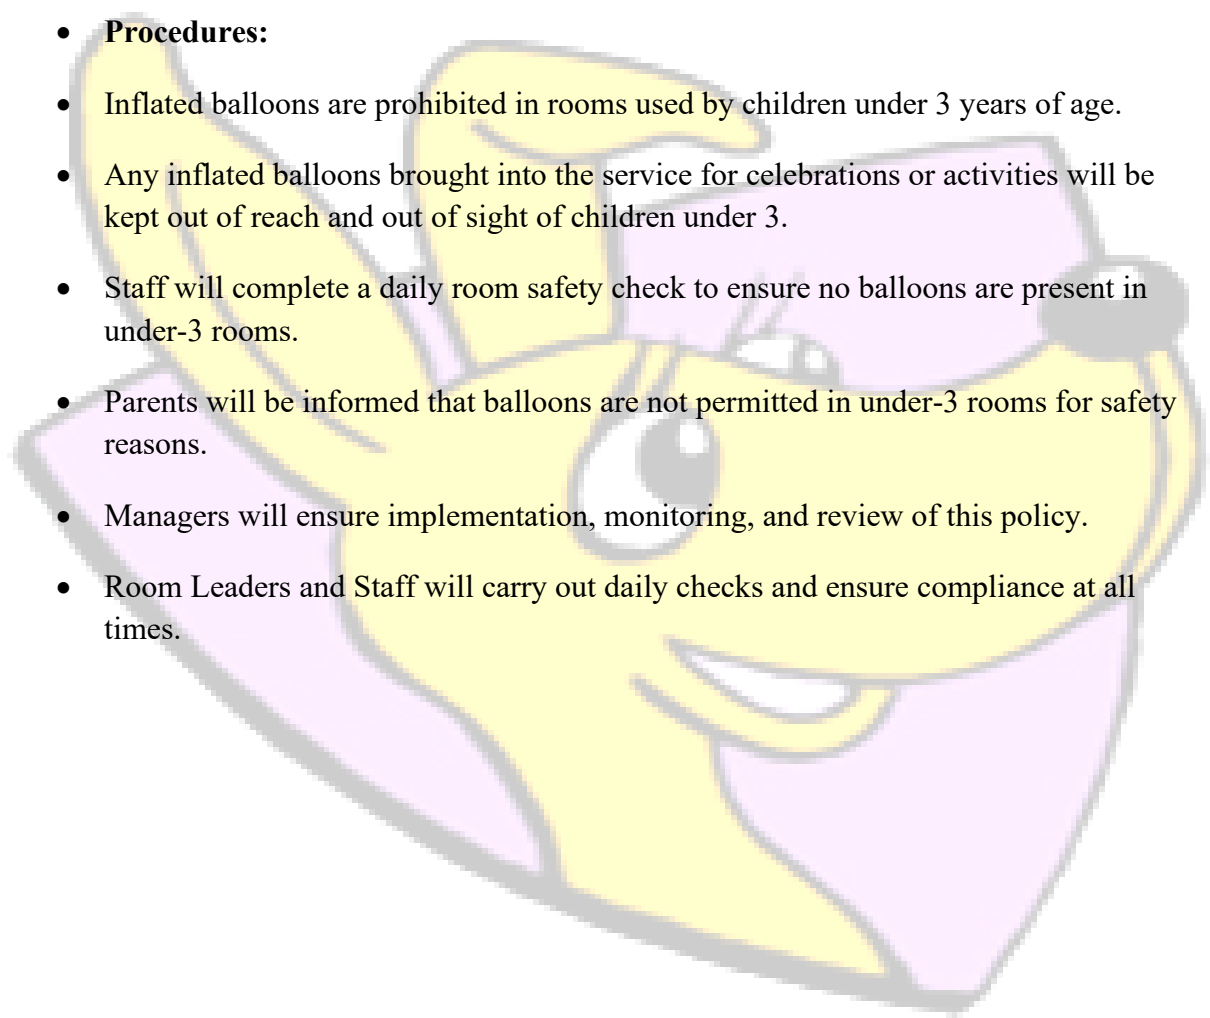 • Procedures:
• Inflated balloons are prohibited in rooms used by children under 3 years of age.
• Any inflated balloons brought into the service for celebrations or activities will be
kept out of reach and out of sight of children under 3.
• Staff will complete a daily room safety check to ensure no balloons are present in
under-3 rooms.
• Parents will be informed that balloons are not permitted in under-3 rooms for safety
reasons.
• Managers will ensure implementation, monitoring, and review of this policy.
• Room Leaders and Staff will carry out daily checks and ensure compliance at all
times.